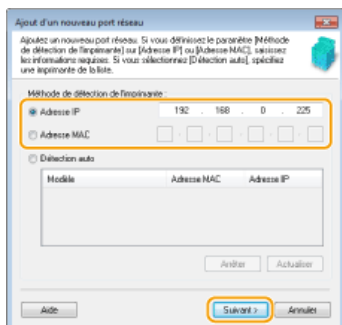 Ajout d'un nouveau port réseau
Ajoutez un nouveau port réseau. Si vous définissez le paramètre [Méthode
de détection de l'imprimante] sur [Adresse IP] ou [Adresse MAC], saisissez
les informations requises. Si vous sélectionnez [Détection auto], spécifiez
une imprimante de la liste.
Méthode de détection de l'imprimante :
Adresse IP 192 . 168 . 0 . 225
Adresse MAC - - - - -
Détection auto
Modèle Adresse MAC Adresse IP
Arrêter Actualiser
Aide Suivant > Annuler